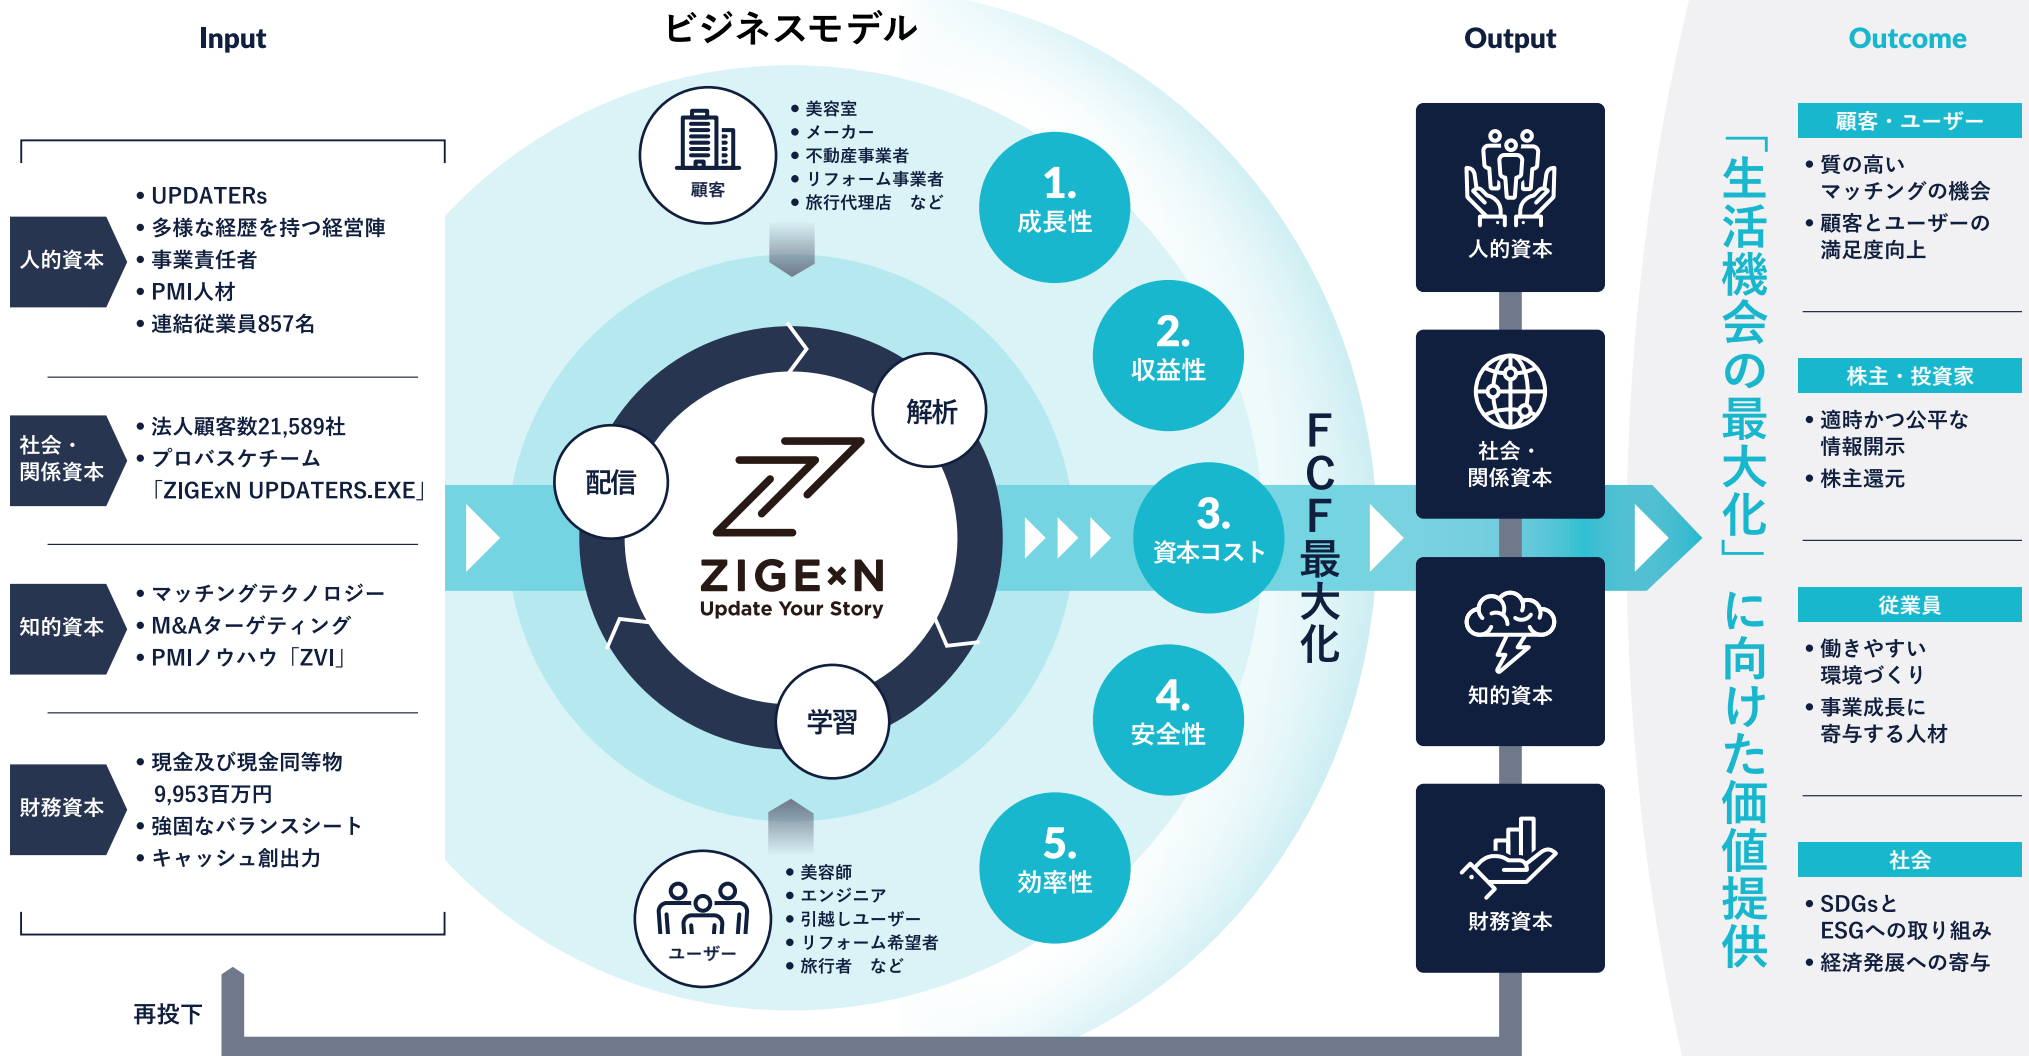 Input
人的資本
• UPDATERs
• 多様な経歴を持つ経営陣
• 事業責任者
• PMI人材
• 連結従業員857名
社会・
関係資本
• 法人顧客数21,589社
• プロバスケチーム
「ZIGExN UPDATERS.EXE」
知的資本
• マッチングテクノロジー
• M&Aターゲティング
• PMIノウハウ「ZVI」
財務資本
• 現金及び現金同等物
9,953百万円
• 強固なバランスシート
• キャッシュ創出力
再投下
ビジネスモデル
顧客
• 美容室
• メーカー
• 不動産事業者
• リフォーム事業者
• 旅行代理店　など
配信
解析
学習
ZIGE×N
Update Your Story
ユーザー
• 美容師
• エンジニア
• 引越しユーザー
• リフォーム希望者
• 旅行者　など
1.
成長性
2.
収益性
3.
資本コスト
4.
安全性
5.
効率性
FCF最大化
Output
人的資本
社会・
関係資本
知的資本
財務資本
「生活機会の最大化」に向けた価値提供
Outcome
顧客・ユーザー
• 質の高い
マッチングの機会
• 顧客とユーザーの
満足度向上
株主・投資家
• 適時かつ公平な
情報開示
• 株主還元
従業員
• 働きやすい
環境づくり
• 事業成長に
寄与する人材
社会
• SDGsと
ESGへの取り組み
• 経済発展への寄与